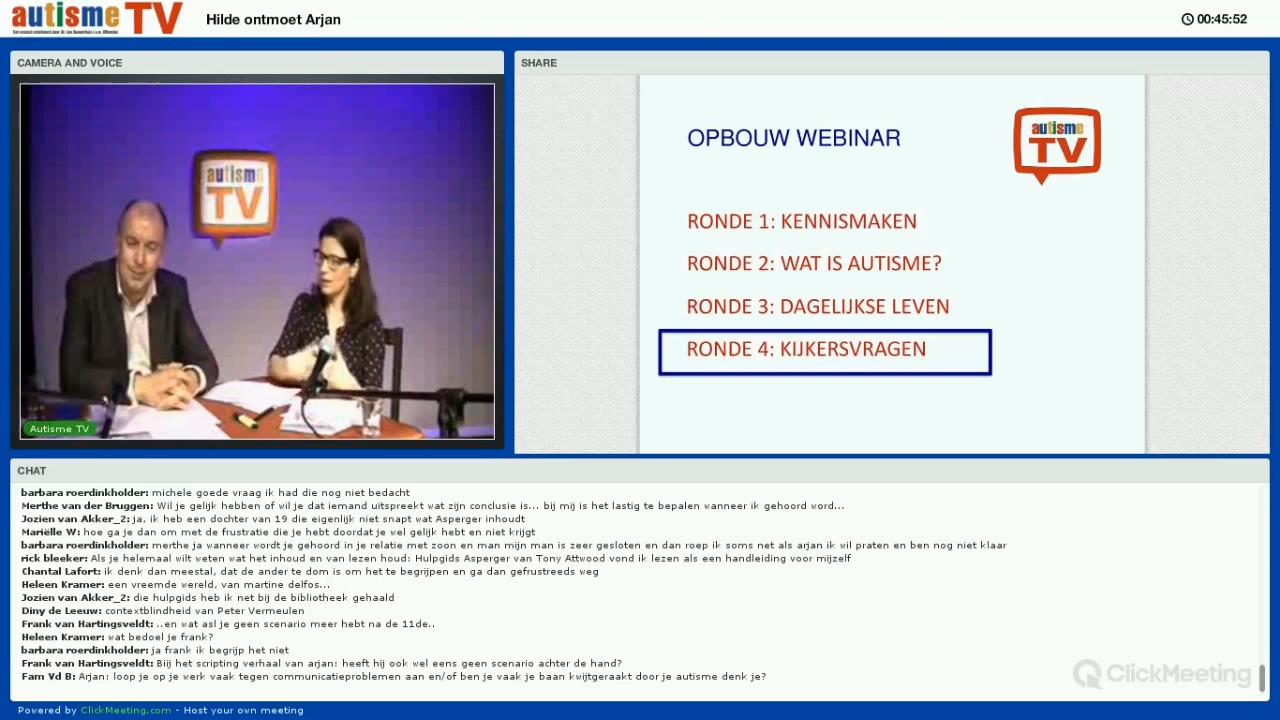 autisme TV
Hilde ontmoet Arjan
00:45:52
CAMERA AND VOICE
SHARE
autisme
TV
Autisme TV
OPBOUW WEBINAR
autisme
TV
RONDE 1: KENNISMAKEN
RONDE 2: WAT IS AUTISME?
RONDE 3: DAGELIJKSE LEVEN
RONDE 4: KIJKERSVRAGEN
CHAT
barbara roerdinkholder: michele goede vraag ik had die nog niet bedacht
Merthe van der Bruggen: Wil je gelijk hebben of wil je dat iemand uitspreekt wat zijn conclusie is... bij mij is het lastig te bepalen wanneer ik gehoord word...
Jozien van Akker_2: ja, ik heb een dochter van 19 die eigenlijk niet snapt wat Asperger inhoudt
Mariëlle W: hoe ga je dan om met de frustratie die je hebt doordat je wel gelijk hebt en niet krijgt
barbara roerdinkholder: merthe ja wanneer wordt je gehoord in je relatie met zoon en man mijn man is zeer gesloten en dan roep ik soms net als arjan ik wil praten en ben nog niet klaar
rick bleeker: Als je helemaal wilt weten wat het inhoud en van lezen houd: Hulpgids Asperger van Tony Attwood vond ik lezen als een handleiding voor mijzelf
Chantal Lafort: ik denk dan meestal, dat de ander te dom is om het te begrijpen en ga dan gefrustreeds weg
Heleen Kramer: een vreemde wereld, van martine delfos...
Jozien van Akker_2: die hulpgids heb ik net bij de bibliotheek gehaald
Diny de Leeuw: contextblindheid van Peter Vermeulen
Frank van Hartingsveldt: ..en wat asl je geen scenario meer hebt na de 11de..
Heleen Kramer: wat bedoel je frank?
barbara roerdinkholder: ja frank ik begrijp het niet
Frank van Hartingsveldt: Biij het scripting verhaal van arjan: heeft hij ook wel eens geen scenario achter de hand?
Fam Vd B: Arjan: loop je op je werk vaak tegen communicatieproblemen aan en/of ben je vaak je baan kwijtgeraakt door je autisme denk je?
ClickMeeting
Powered by ClickMeeting.com - Host your own meeting